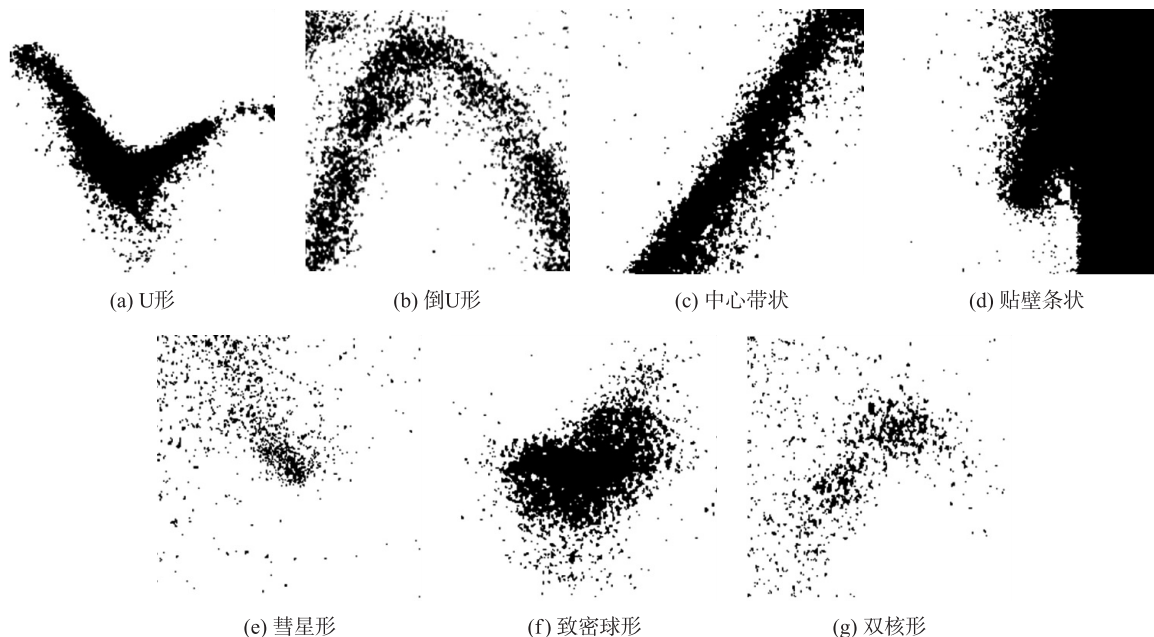 (a) U形
(b) 倒U形
(c) 中心带状
(d) 贴壁条状
(e) 彗星形
(f) 致密球形
(g) 双核形